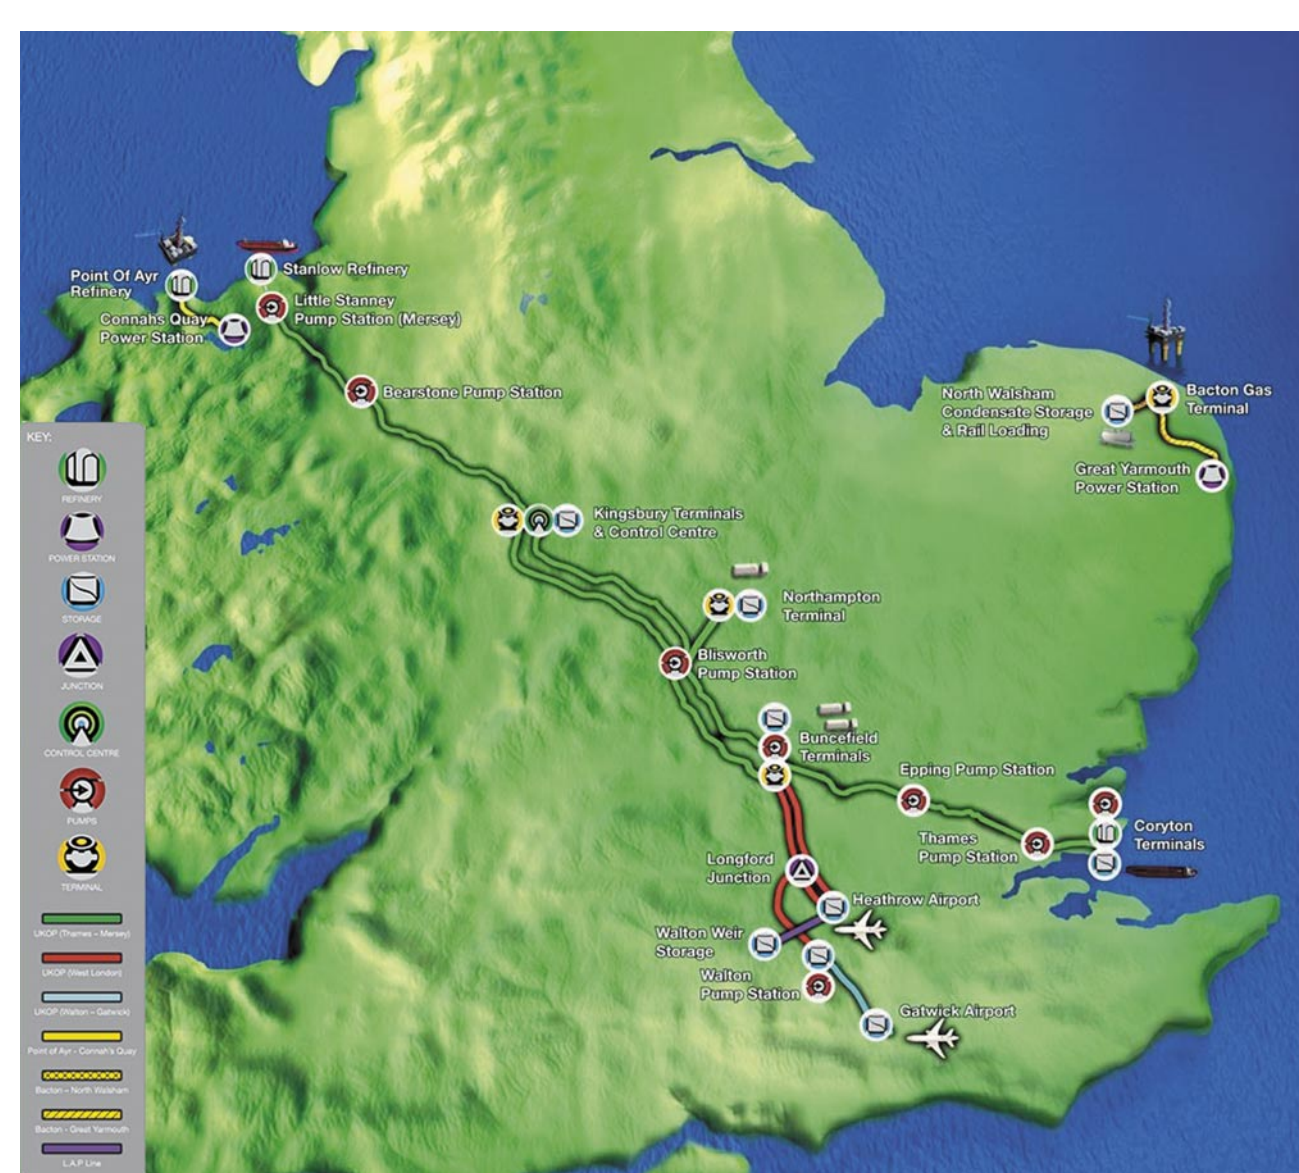 Point Of Ayr
Refinery
Stanlow Refinery
Little Stanney
Pump Station (Mersey)
Connahs Quay
Power Station
Bearstone Pump Station
North Walsham
Condensate Storage
& Rail Loading
Bacton Gas
Terminal
Great Yarmouth
Power Station
Kingsbury Terminals
& Control Centre
Northampton
Terminal
Blisworth
Pump Station
Buncefield
Terminals
Epping Pump Station
Thames
Pump Station
Coryton
Terminals
Longford
Junction
Heathrow Airport
Walton Weir
Storage
Walton
Pump Station
Gatwick Airport
KEY:
REFINERY
POWER STATION
STORAGE
JUNCTION
CONTROL CENTRE
PUMPS
TERMINAL
UKOP (Thames – Mersey)
UKOP (West London)
UKOP (Walton – Gatwick)
Point of Ayr - Connah's Quay
Bacton – North Walsham
Bacton - Great Yarmouth
L.A.P Line